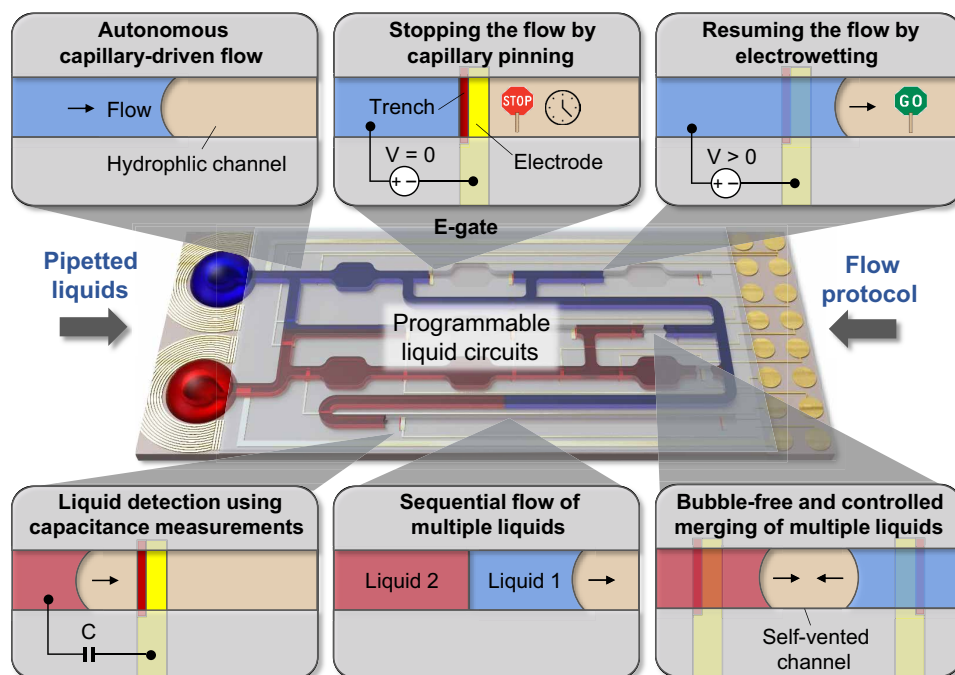 Autonomous
capillary-driven flow
Flow
Hydrophlic channel
Stopping the flow by
capillary pinning
Trench
STOP
V = 0
Electrode
Resuming the flow by
electrowetting
GO
V > 0
E-gate
Pipetted
liquids
Programmable
liquid circuits
Flow
protocol
Liquid detection using
capacitance measurements
C
Sequential flow of
multiple liquids
Liquid 2
Liquid 1
Bubble-free and controlled
merging of multiple liquids
Self-vented
channel